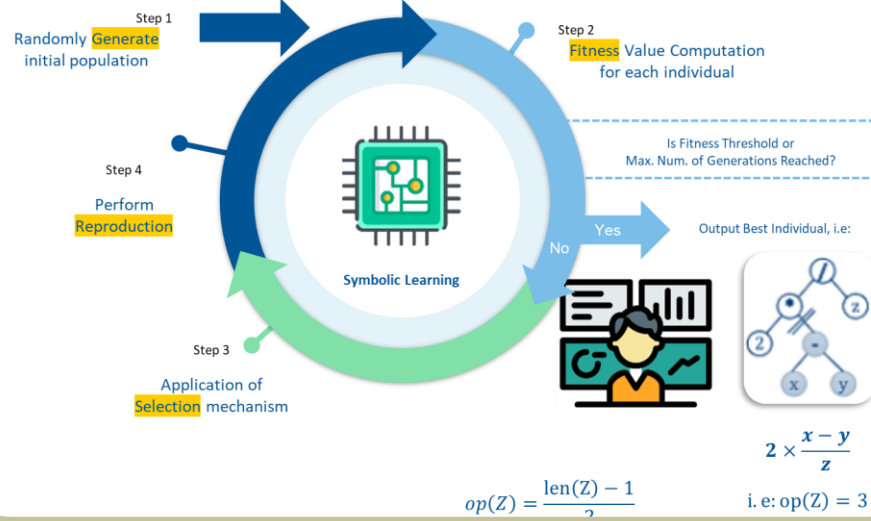 Step 1
Randomly Generate
initial population
Step 2
Fitness Value Computation
for each individual
Is Fitness Threshold or
Max. Num. of Generations Reached?
Step 4
Perform
Reproduction
Yes
No
Output Best Individual, i.e:
Symbolic Learning
/
* z
2 -
x y
Step 3
Application of
Selection mechanism
2 × (x − y)/z
op(Z) = (len(Z) − 1)/2
i. e: op(Z) = 3